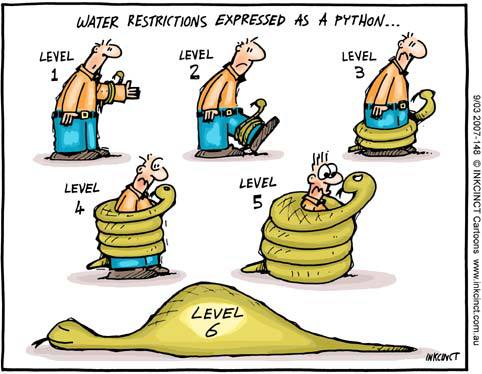 WATER RESTRICTIONS EXPRESSED AS A PYTHON...
LEVEL
1
LEVEL
2
LEVEL
3
LEVEL
4
LEVEL
5
LEVEL
6
INKCINCT
9/03 2007-148 © INKCINCT Cartoons www.inkcinct.com.au